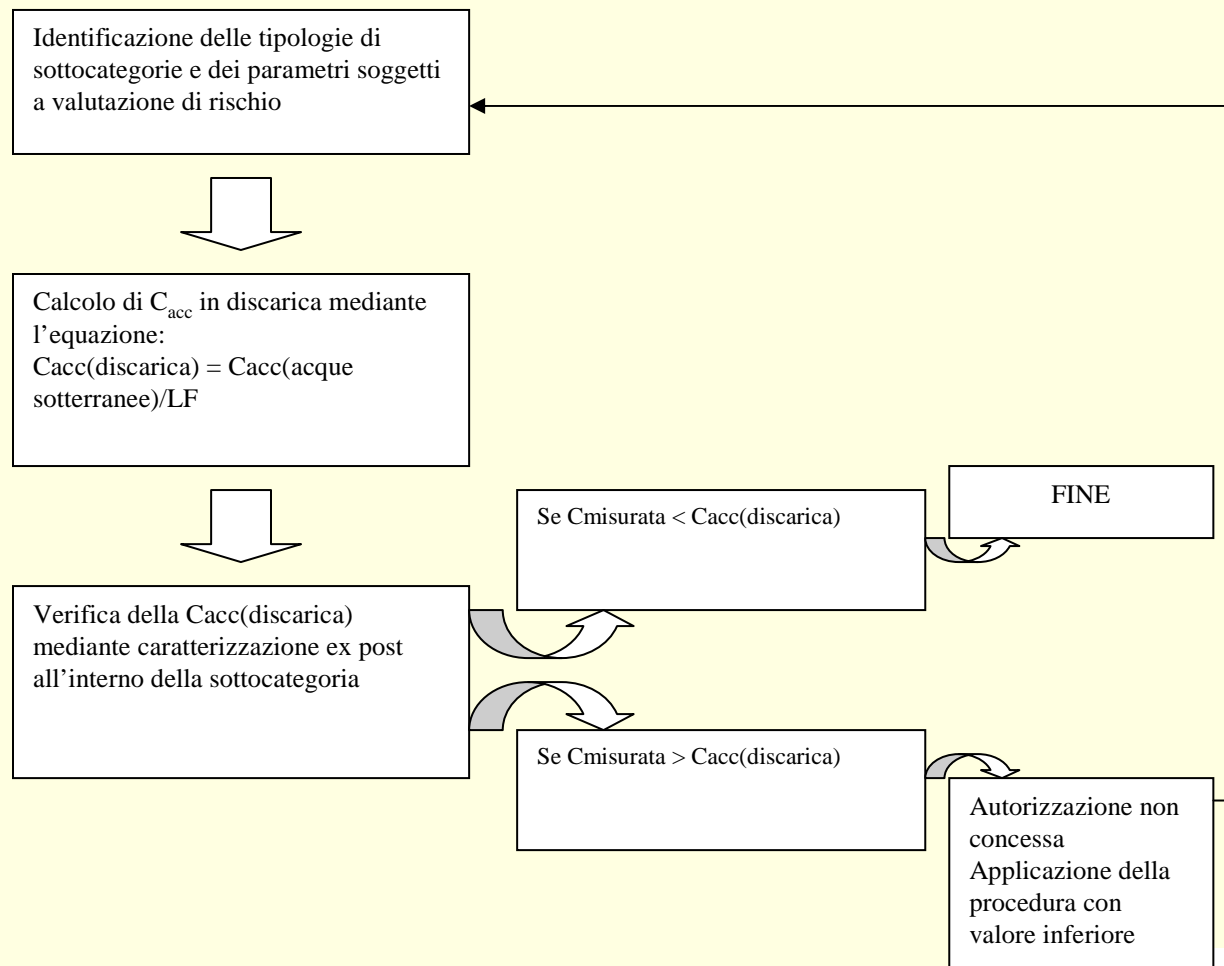 Identificazione delle tipologie di
sottocategorie e dei parametri soggetti
a valutazione di rischio
Calcolo di Cacc in discarica mediante
l’equazione:
Cacc(discarica) = Cacc(acque
sotterranee)/LF
Verifica della Cacc(discarica)
mediante caratterizzazione ex post
all’interno della sottocategoria
Se Cmisurata < Cacc(discarica)
FINE
Se Cmisurata > Cacc(discarica)
Autorizzazione non
concessa
Applicazione della
procedura con
valore inferiore